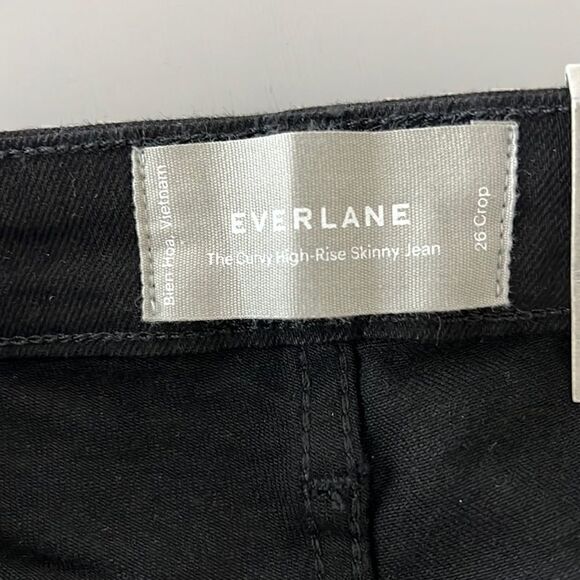 Bien Hoa, Vietnam
EVERLANE
The Curvy High-Rise Skinny Jean
26 Crop